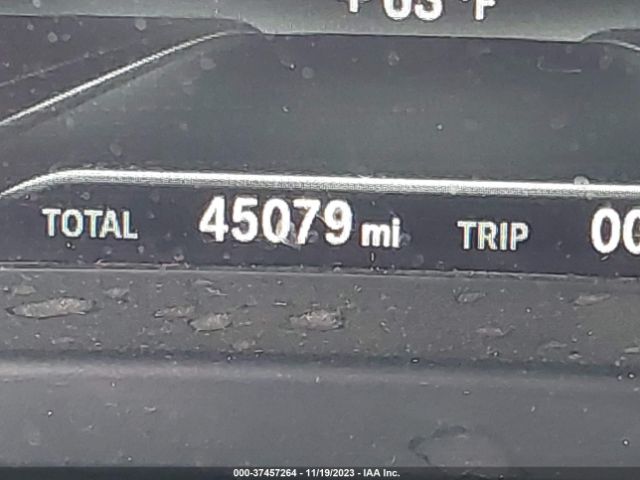 °F
TOTAL 45079 mi TRIP
000-37457264 - 11/19/2023 - IAA Inc.